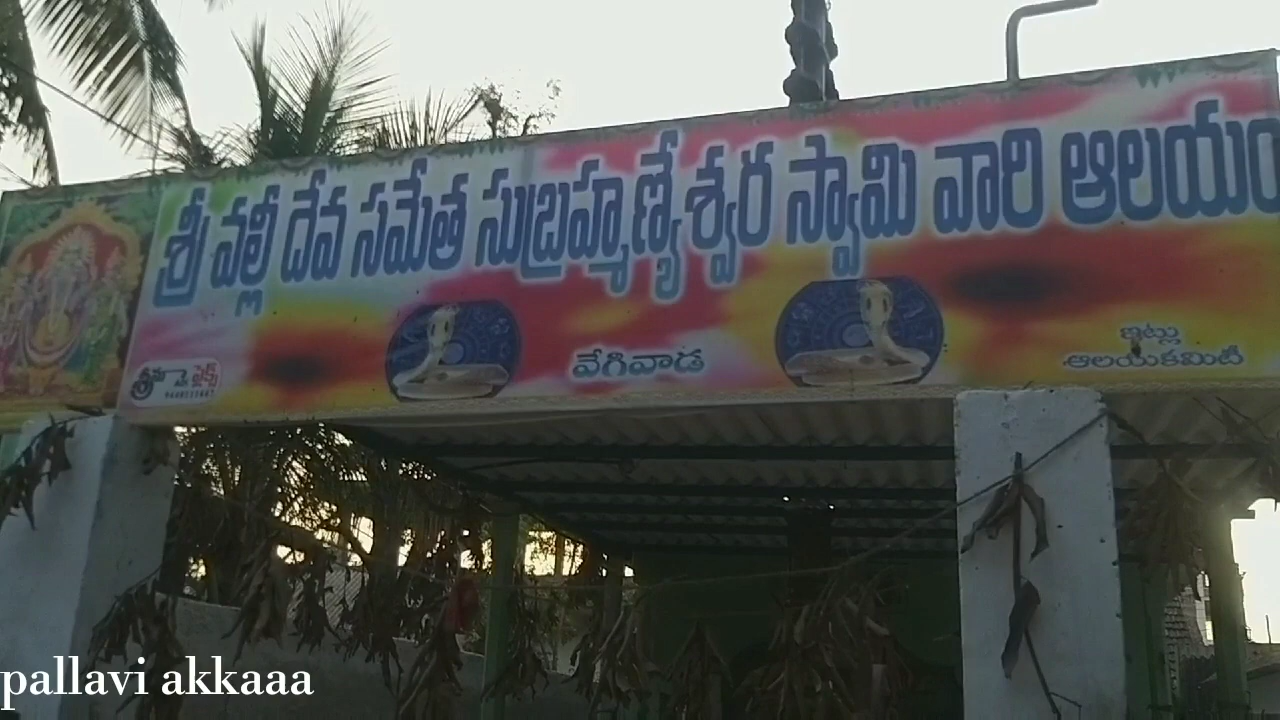 శ్రీ వల్లీ దేవ సమేత సుబ్రహ్మణ్యేశ్వర స్వామి వారి ఆలయం
వేగివాడ
ఇట్లు
ఆలయకమిటీ
ఫ్లెక్స్
pallavi akkaaa